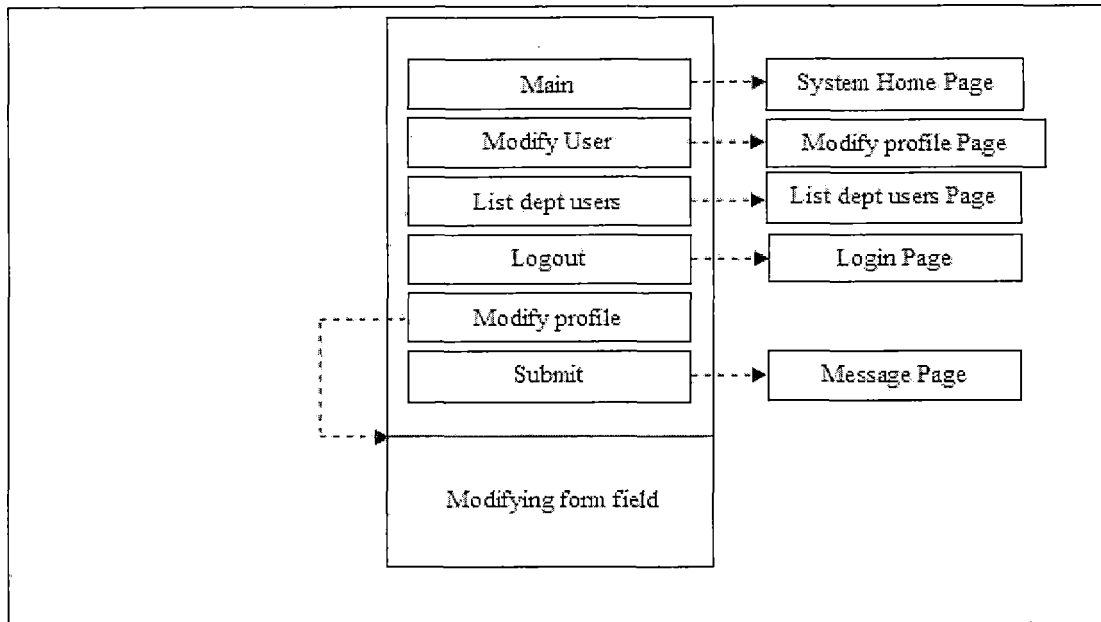 Main
System Home Page
Modify User
Modify profile Page
List dept users
List dept users Page
Logout
Login Page
Modify profile
Submit
Message Page
Modifying form field